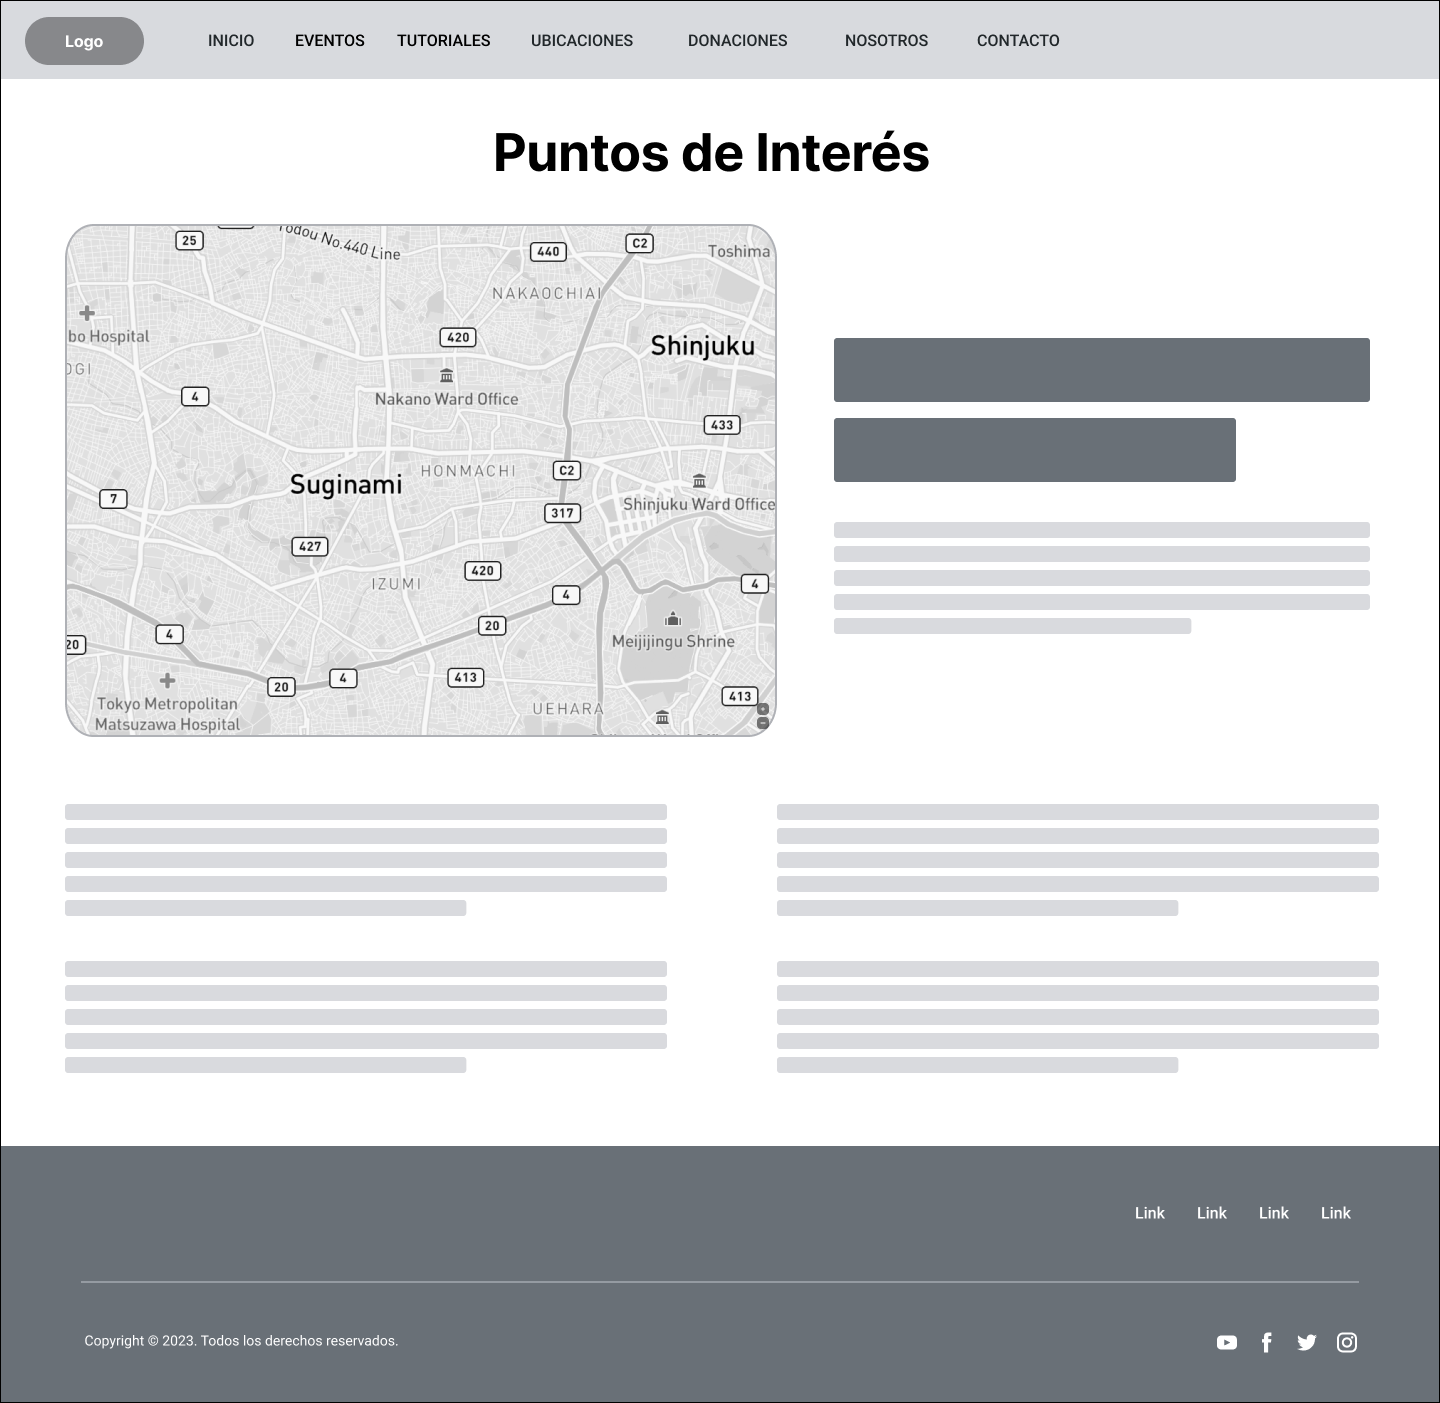 Logo
INICIO
EVENTOS
TUTORIALES
UBICACIONES
DONACIONES
NOSOTROS
CONTACTO
Puntos de Interés
25
Todou No.440 Line
440
C2
Toshima
NAKAOCHIAI
bo Hospital
420
Shinjuku
OGI
4
Nakano Ward Office
433
HONMACHI
C2
Suginami
7
Shinjuku Ward Office
317
427
420
IZUMI
4
4
20
4
Meijijingu Shrine
20
4
413
20
413
Tokyo Metropolitan
Matsuzawa Hospital
UEHARA
Link
Link
Link
Link
Copyright © 2023. Todos los derechos reservados.